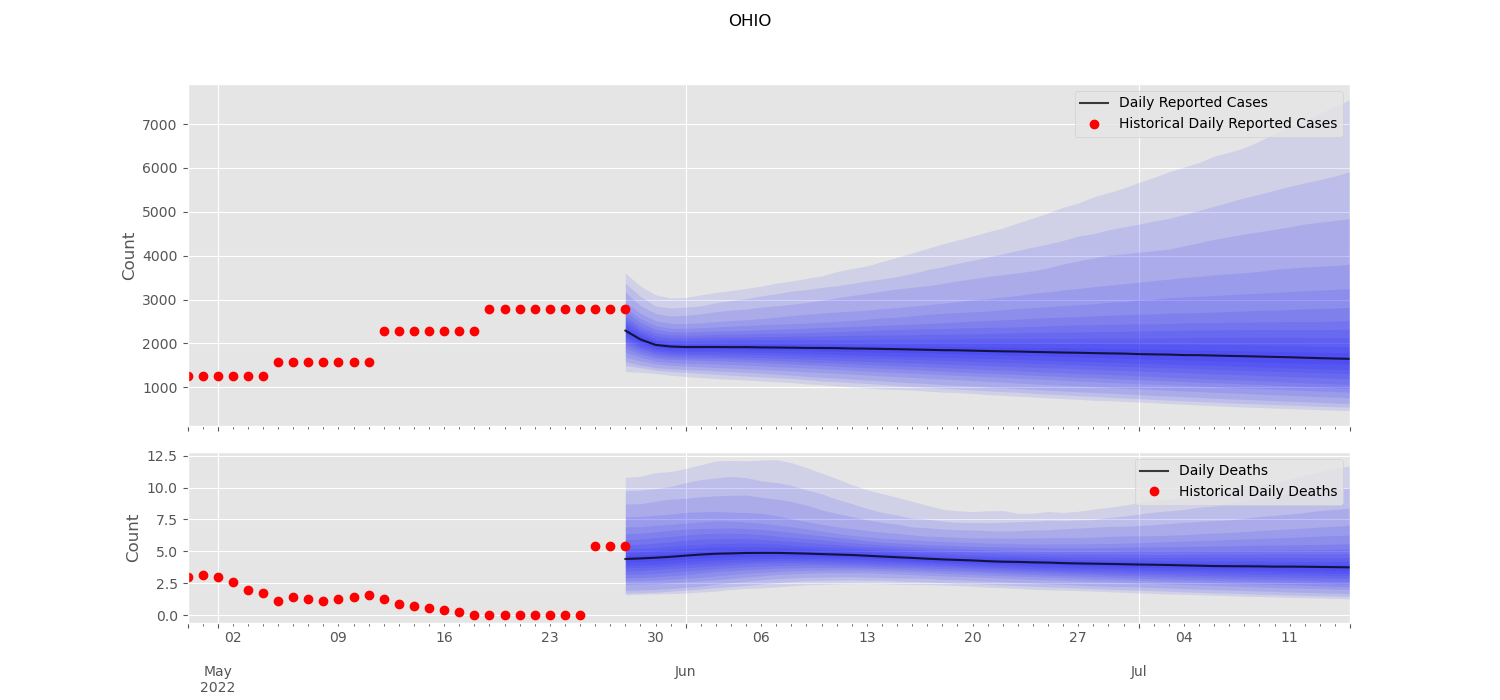 OHIO
Daily Reported Cases
Historical Daily Reported Cases
7000
6000
5000
4000
3000
2000
1000
Count
Daily Deaths
Historical Daily Deaths
12.5
10.0
7.5
5.0
2.5
0.0
Count
02 09 16 23 30 06 13 20 27 04 11
May Jun Jul
2022